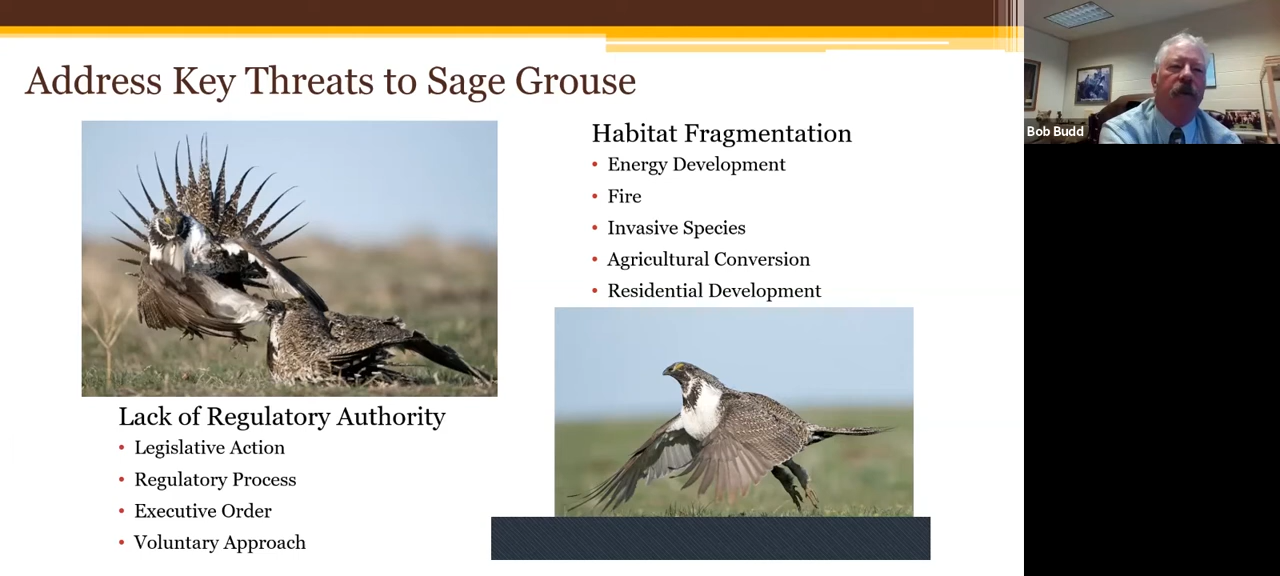 Address Key Threats to Sage Grouse
Habitat Fragmentation
• Energy Development
• Fire
• Invasive Species
• Agricultural Conversion
• Residential Development
Lack of Regulatory Authority
• Legislative Action
• Regulatory Process
• Executive Order
• Voluntary Approach
Bob Budd